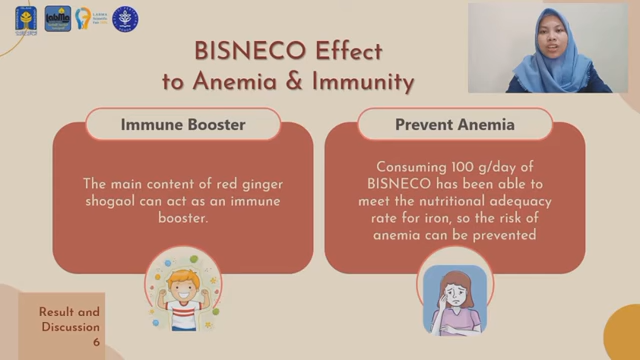 BISNECO Effect
to Anemia & Immunity
Immune Booster
The main content of red ginger
shogaol can act as an immune
booster.
Prevent Anemia
Consuming 100 g/day of
BISNECO has been able to
meet the nutritional adequacy
rate for iron, so the risk of
anemia can be prevented
Result and
Discussion
6